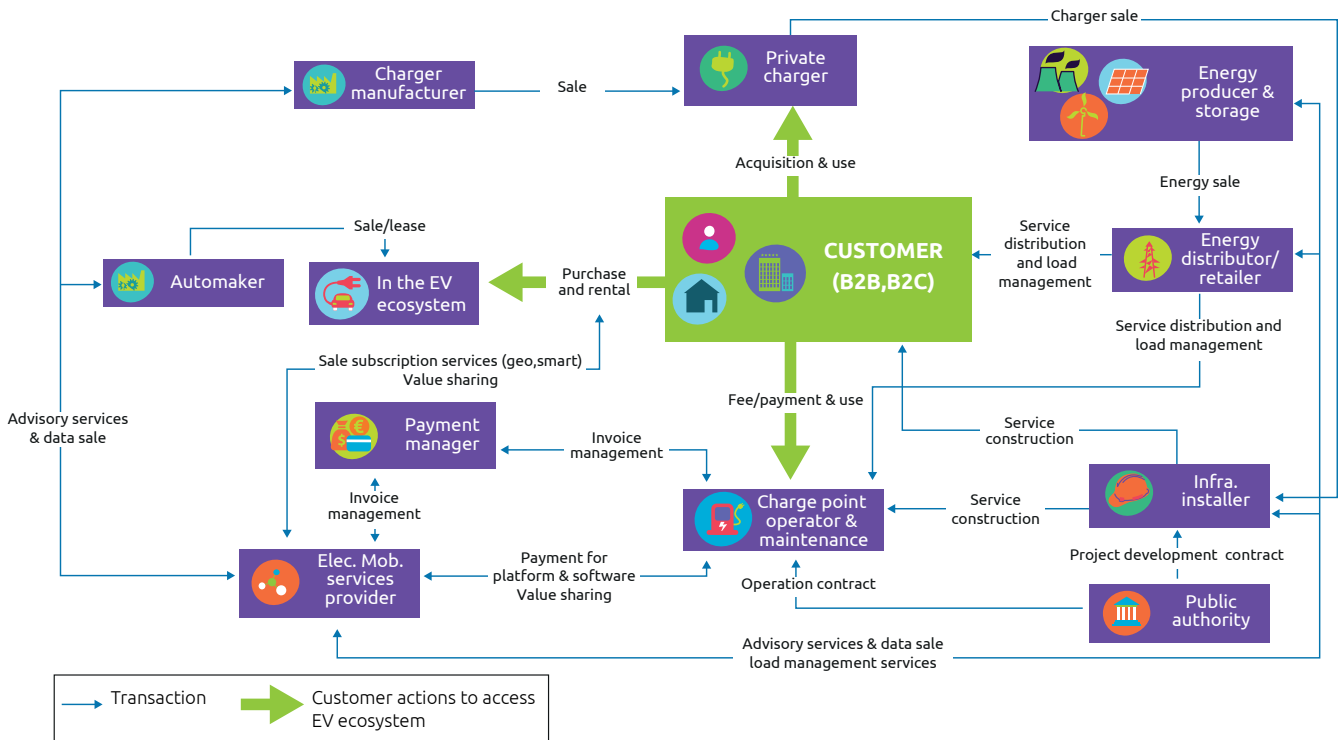 Charger sale
Private
charger
Charger
manufacturer
Sale
Energy
producer &
storage
Acquisition & use
Energy sale
Sale/lease
CUSTOMER
(B2B,B2C)
Service
distribution
and load
management
Energy
distributor/
retailer
Automaker
In the EV
ecosystem
Purchase
and rental
Service distribution and
load management
Sale subscription services (geo,smart)
Value sharing
Fee/payment & use
Advisory services
& data sale
Payment
manager
Invoice
management
Service
construction
Invoice
management
Charge point
operator &
maintenance
Service
construction
Infra.
installer
Elec. Mob.
services
provider
Payment for
platform & software
Value sharing
Operation contract
Project development contract
Public
authority
Advisory services & data sale
load management services
Transaction
Customer actions to access
EV ecosystem